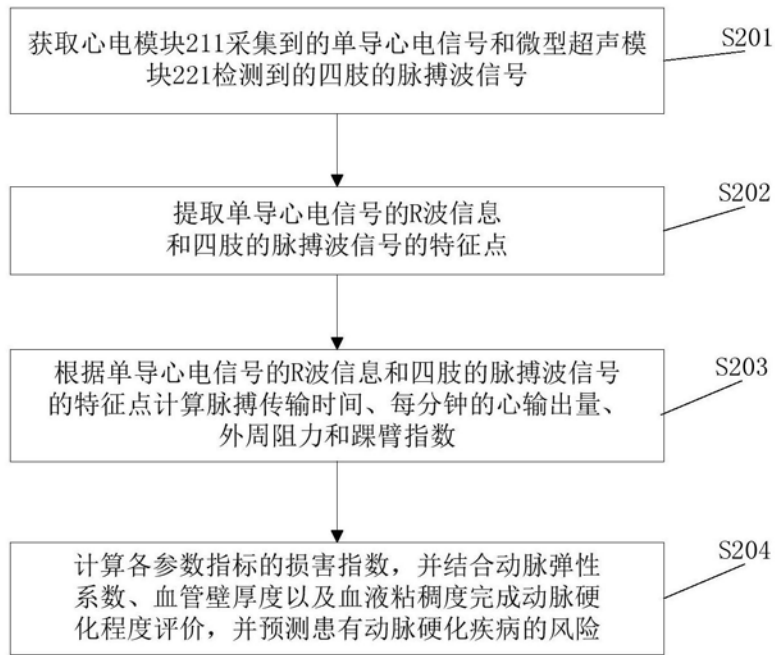 获取心电模块211采集到的单导心电信号和微型超声模
块221检测到的四肢的脉搏波信号
S201
提取单导心电信号的R波信息
和四肢的脉搏波信号的特征点
S202
根据单导心电信号的R波信息和四肢的脉搏波信号
的特征点计算脉搏传输时间、每分钟的心输出量、
外周阻力和踝臂指数
S203
计算各参数指标的损害指数，并结合动脉弹性
系数、血管壁厚度以及血液粘稠度完成动脉硬
化程度评价，并预测患有动脉硬化疾病的风险
S204